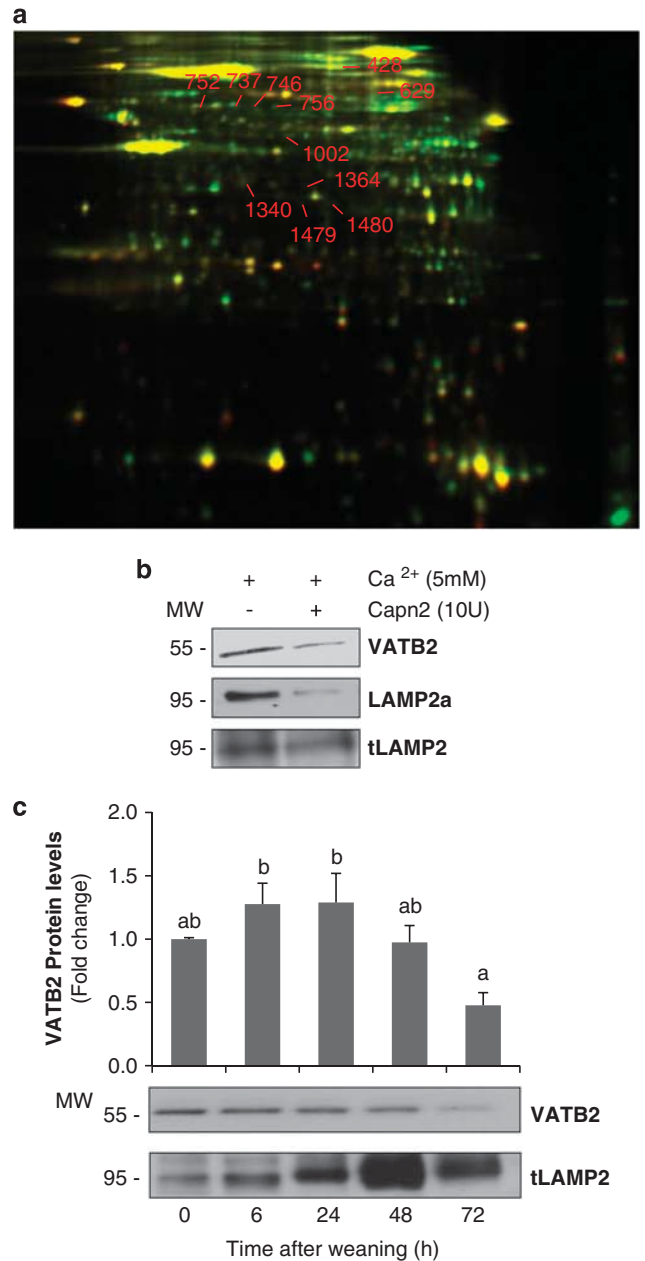 a
428
752 737 746
629
756
1002
1364
1340
1480
1479
b
+ + Ca 2+ (5mM)
MW - + Capn2 (10U)
55 - VATB2
95 - LAMP2a
95 - tLAMP2
c
VATB2 Protein levels
(Fold change)
2.0
1.5
1.0
0.5
0.0
ab b b ab a
MW
55 - VATB2
95 - tLAMP2
0 6 24 48 72
Time after weaning (h)